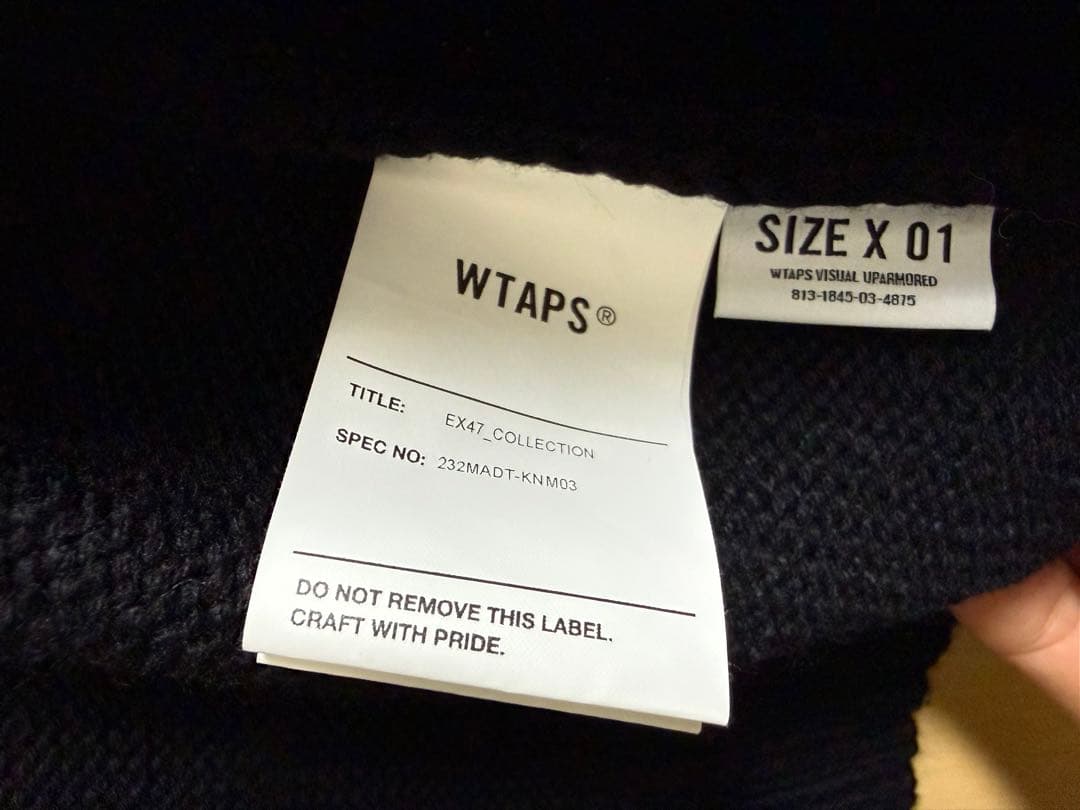 WTAPS®
TITLE: EX47_COLLECTION
SPEC NO: 232MADT-KNM03
DO NOT REMOVE THIS LABEL.
CRAFT WITH PRIDE.
SIZE X 01
WTAPS VISUAL UPARMORED
813-1845-03-4875